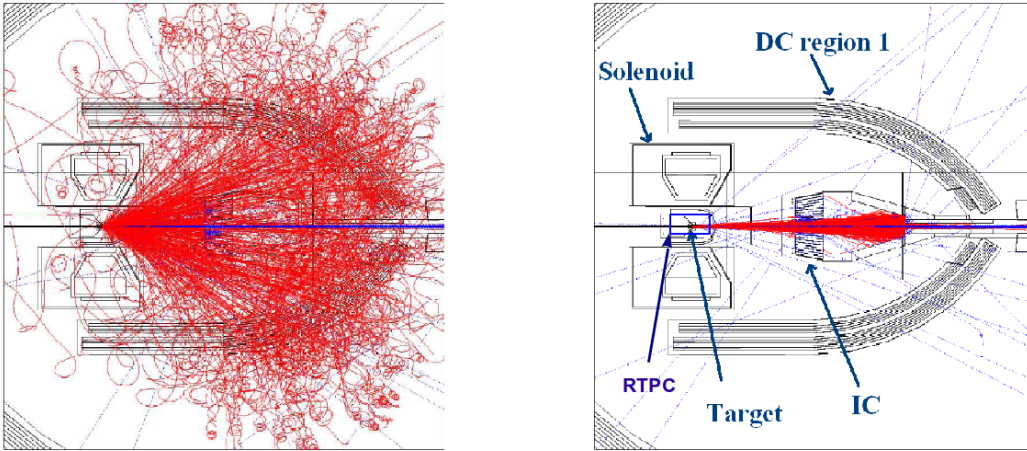 DC region 1
Solenoid
RTPC
Target
IC